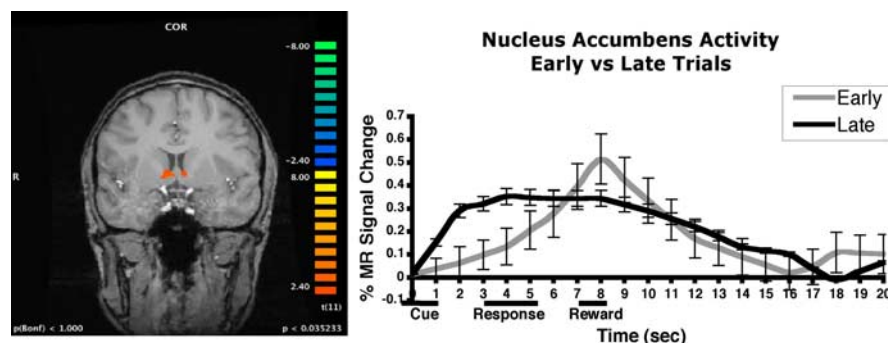 COR
-8.00
-2.40
8.00
2.40
t(11)
R
p(Bonf) < 1.000
p < 0.035233
Nucleus Accumbens Activity
Early vs Late Trials
Early
Late
% MR Signal Change
0.7
0.6
0.5
0.4
0.3
0.2
0.1
0
-0.1
0 1 2 3 4 5 6 7 8 9 10 11 12 13 14 15 16 17 18 19 20
Cue Response Reward
Time (sec)